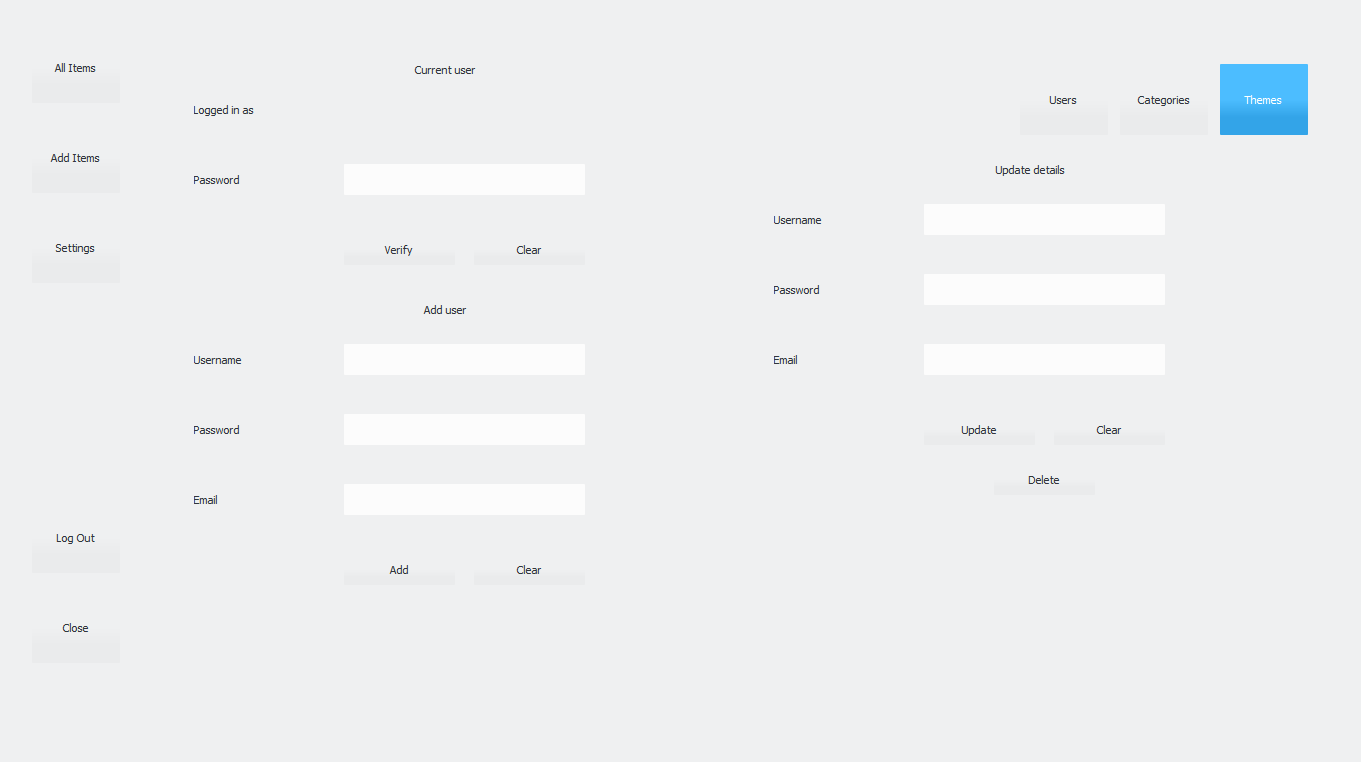 All Items
Add Items
Settings
Log Out
Close
Current user
Logged in as
Password
Verify Clear
Add user
Username
Password
Email
Add Clear
Users Categories Themes
Update details
Username
Password
Email
Update Clear
Delete